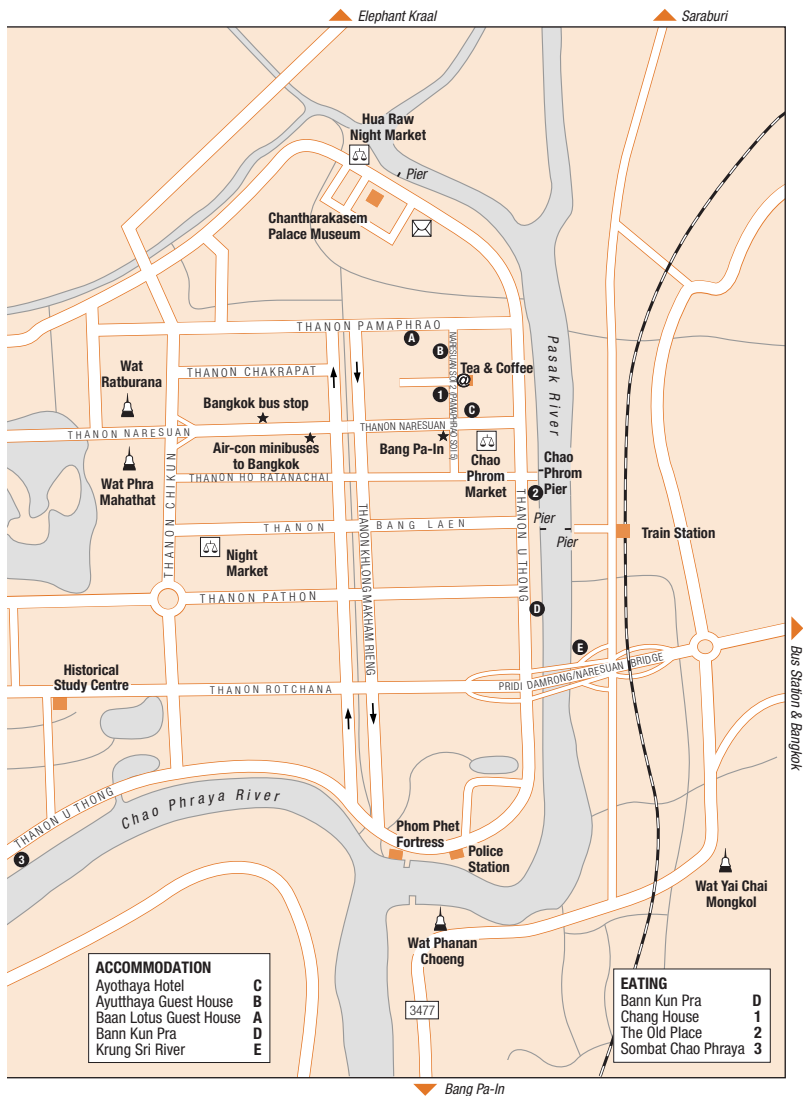 Elephant Kraal
Saraburi
Hua Raw
Night Market
Pier
Chantharakasem
Palace Museum
THANON PAMAPHRAO
A
B
NARESUAN SOI 2 (PAMAPHRAO SOI 5)
Tea & Coffee
@
Pasak River
Wat
Ratburana
THANON CHAKRAPAT
1
C
Bangkok bus stop
THANON NARESUAN
THANON NARESUAN
Air-con minibuses
to Bangkok
Bang Pa-In
Chao
Phrom
Market
Chao
Phrom
Pier
Wat Phra
Mahathat
THANON CHIKUN
THANON HO RATANACHAI
2
THANON U THONG
Pier
Pier
THANON BANG LAEN
THANON KHLONG MAKHAM RIENG
Train Station
Night
Market
THANON PATHON
D
E
Bus Station & Bangkok
Historical
Study Centre
THANON ROTCHANA
PRIDI DAMRONG/NARESUAN BRIDGE
Chao Phraya River
THANON U THONG
3
Phom Phet
Fortress
Police
Station
Wat Yai Chai
Mongkol
Wat Phanan
Choeng
3477
ACCOMMODATION
Ayothaya Hotel C
Ayutthaya Guest House B
Baan Lotus Guest House A
Bann Kun Pra D
Krung Sri River E
EATING
Bann Kun Pra D
Chang House 1
The Old Place 2
Sombat Chao Phraya 3
Bang Pa-In